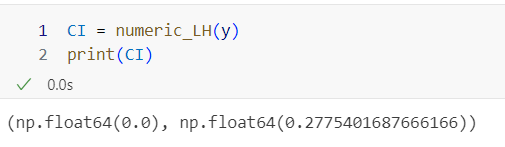 1 CI = numeric_LH(y)
2 print(CI)
✓ 0.0s
(np.float64(0.0), np.float64(0.2775401687666166))